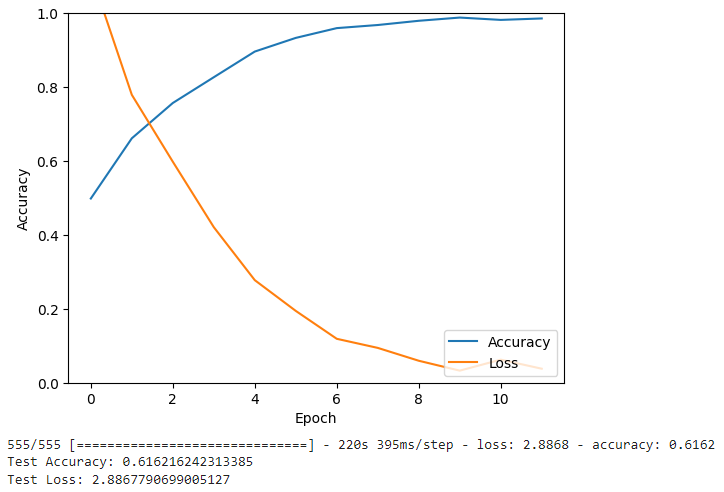 1.0
0.8
0.6
0.4
0.2
0.0
Accuracy
0 2 4 6 8 10
Epoch
Accuracy
Loss
555/555 [==============================] - 220s 395ms/step - loss: 2.8868 - accuracy: 0.6162
Test Accuracy: 0.616216242313385
Test Loss: 2.8867790699005127